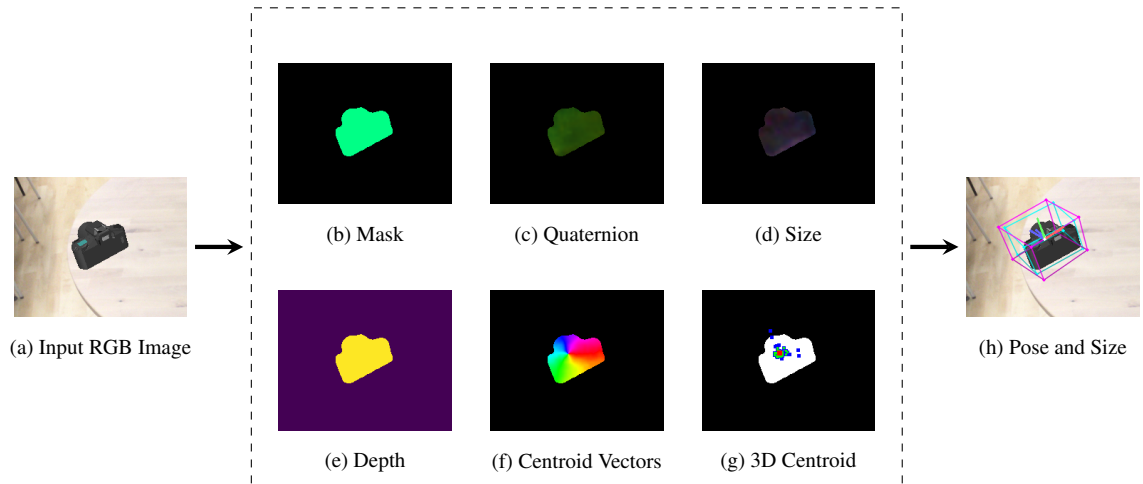 (b) Mask
(c) Quaternion
(d) Size
(a) Input RGB Image
(h) Pose and Size
(e) Depth
(f) Centroid Vectors
(g) 3D Centroid